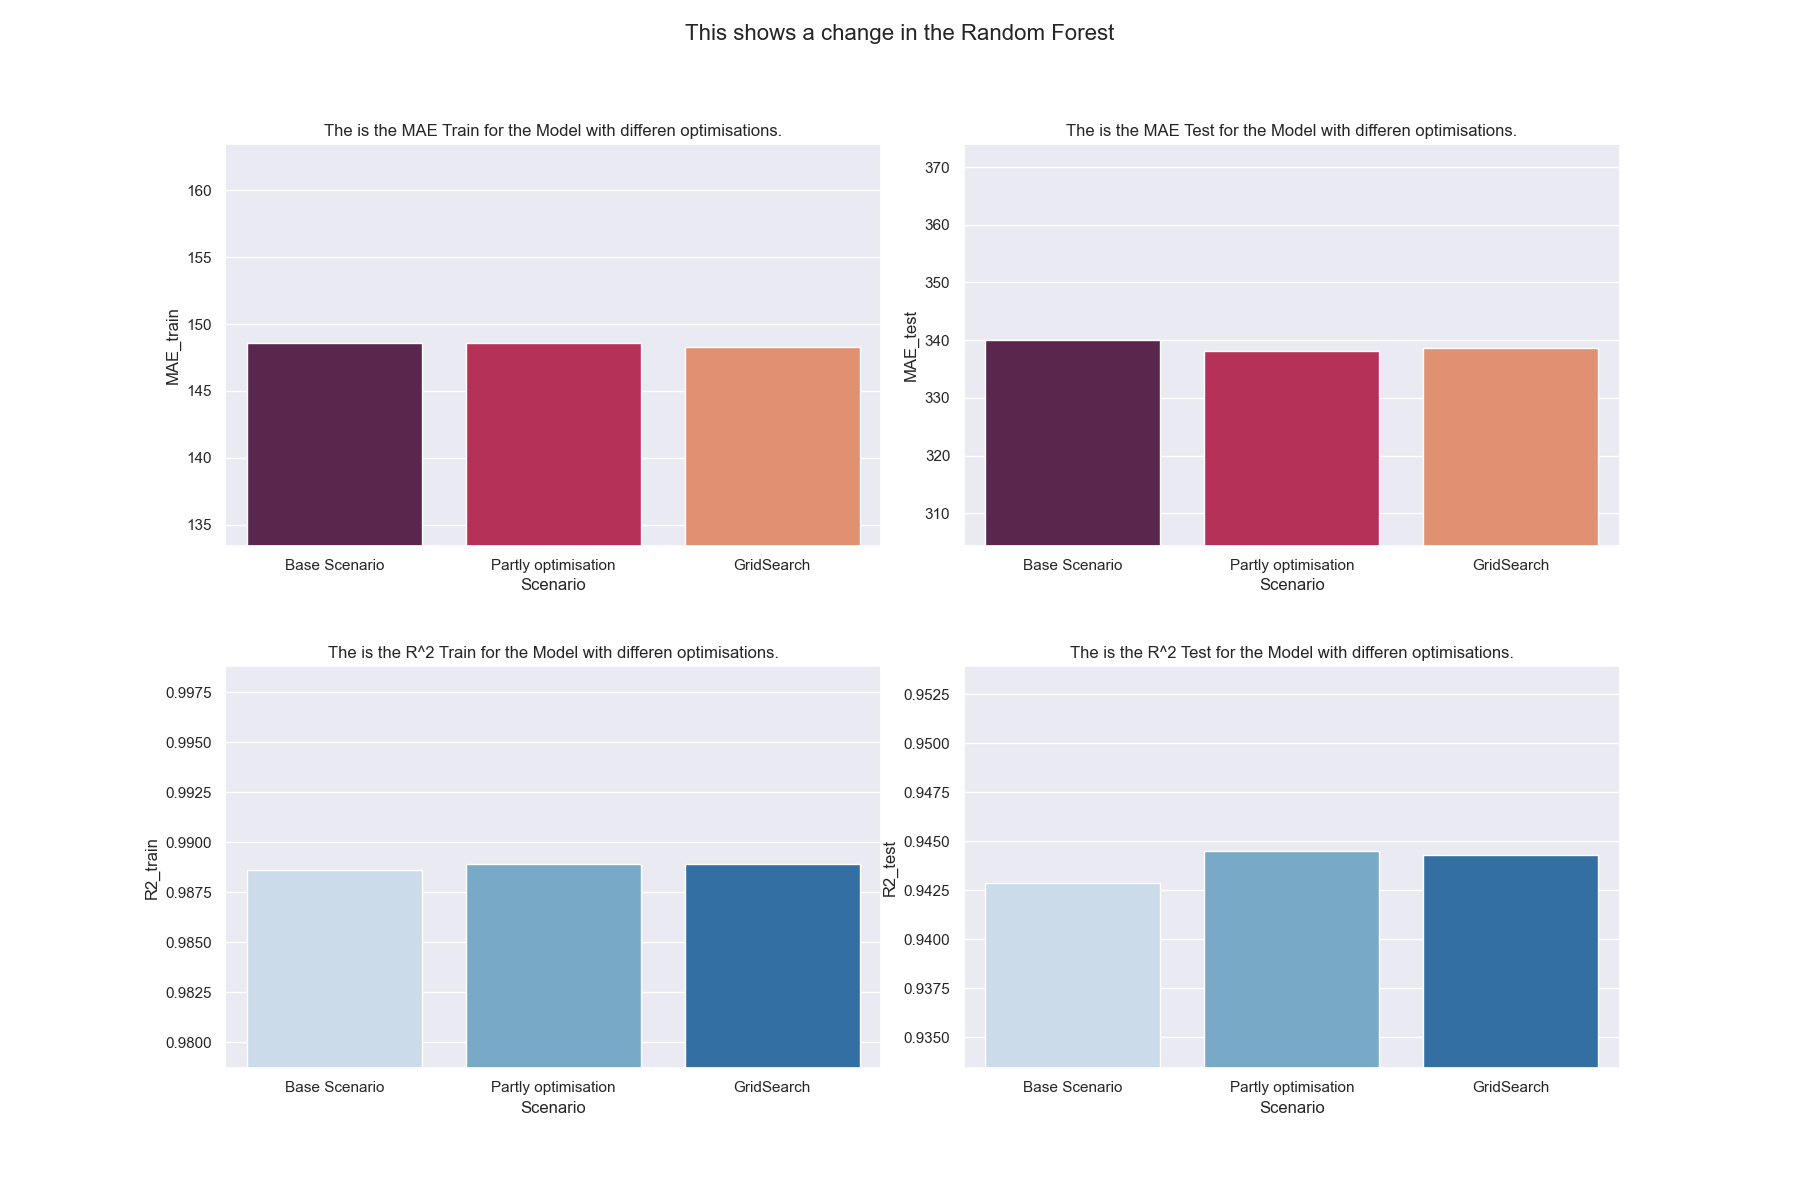 This shows a change in the Random Forest
The is the MAE Train for the Model with differen optimisations.
160
155
150
145
140
135
MAE_train
Base Scenario Partly optimisation GridSearch
Scenario
The is the MAE Test for the Model with differen optimisations.
370
360
350
340
330
320
310
MAE_test
Base Scenario Partly optimisation GridSearch
Scenario
The is the R^2 Train for the Model with differen optimisations.
0.9975
0.9950
0.9925
0.9900
0.9875
0.9850
0.9825
0.9800
R2_train
Base Scenario Partly optimisation GridSearch
Scenario
The is the R^2 Test for the Model with differen optimisations.
0.9525
0.9500
0.9475
0.9450
0.9425
0.9400
0.9375
0.9350
R2_test
Base Scenario Partly optimisation GridSearch
Scenario